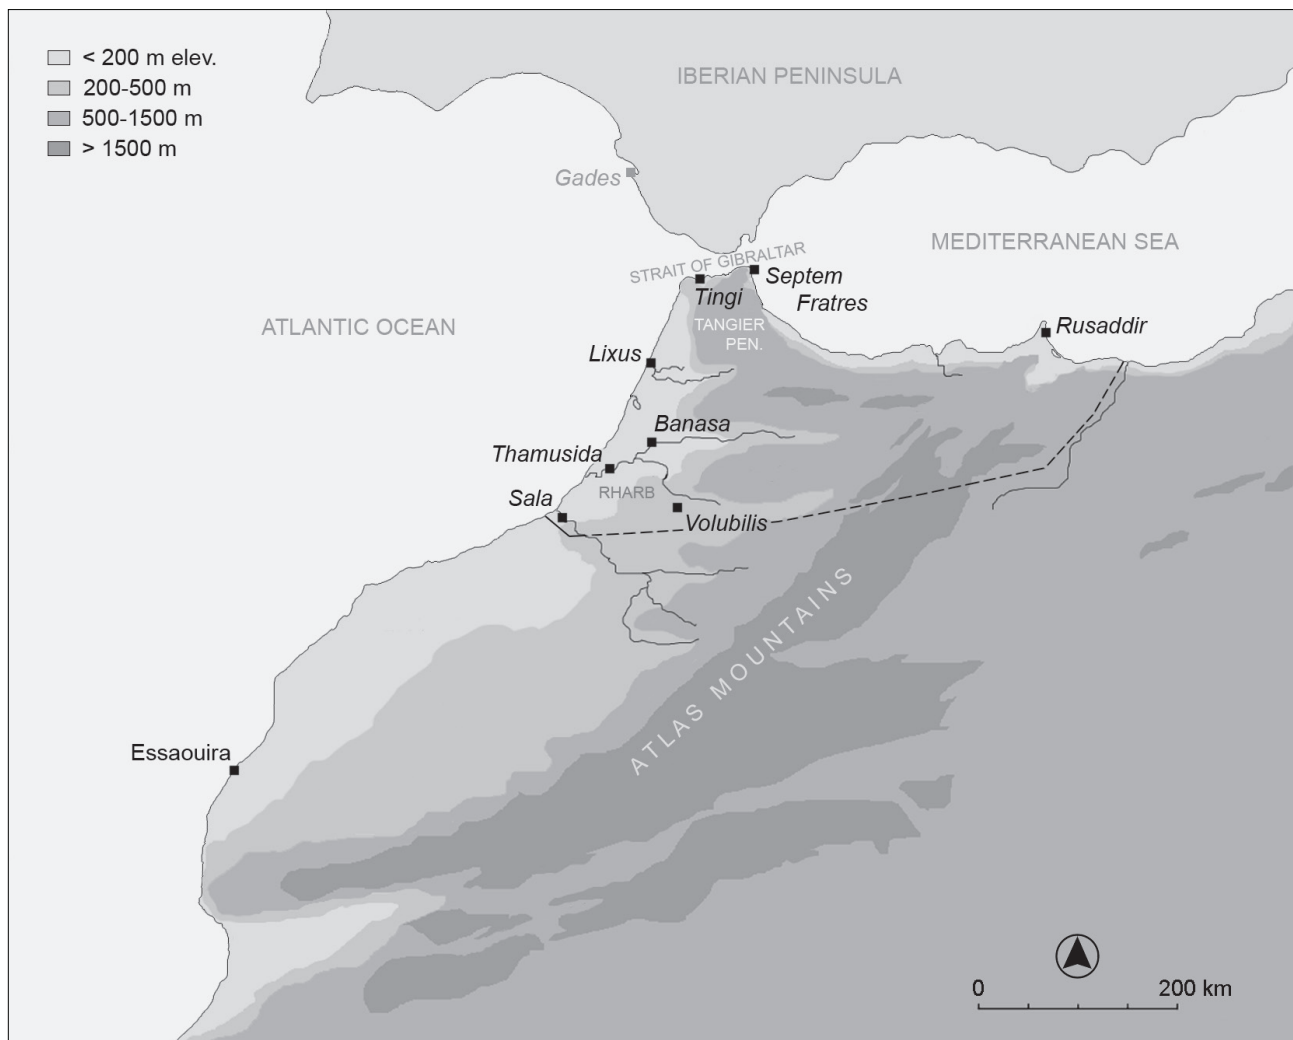 < 200 m elev.
200-500 m
500-1500 m
> 1500 m
IBERIAN PENINSULA
Gades
MEDITERRANEAN SEA
STRAIT OF GIBRALTAR
Septem
Fratres
Tingi
TANGIER
PEN.
ATLANTIC OCEAN
Rusaddir
Lixus
Banasa
Thamusida
RHARB
Sala
Volubilis
ATLAS MOUNTAINS
Essaouira
0 200 km